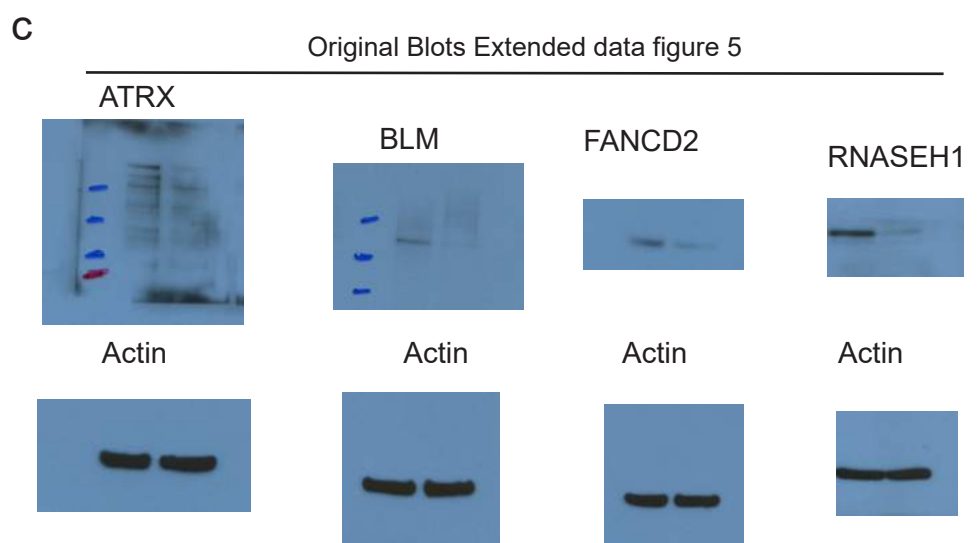 C
Original Blots Extended data figure 5
ATRX
BLM
FANCD2
RNASEH1
Actin
Actin
Actin
Actin